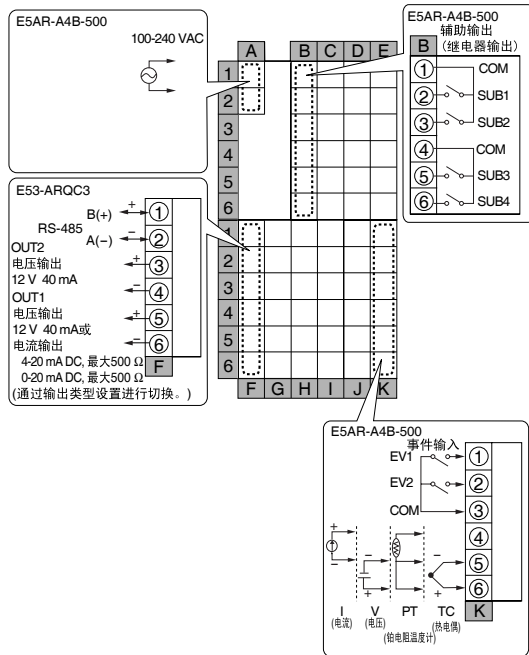 E5AR-A4B-500
100-240 VAC
A B C D E
1
2
3
4
5
6
1
2
3
4
5
6
F G H I J K
E5AR-A4B-500
辅助输出
(继电器输出)
B
① COM
② SUB1
③ SUB2
④ COM
⑤ SUB3
⑥ SUB4
E53-ARQC3
B(+) + ①
RS-485
A(−) − ②
OUT2
电压输出 + ③
12 V 40 mA
− ④
OUT1
电压输出 + ⑤
12 V 40 mA或
电流输出 − ⑥
4-20 mA DC, 最大500 Ω
0-20 mA DC, 最大500 Ω
F
(通过输出类型设置进行切换。)
E5AR-A4B-500
事件输入
EV1 ①
EV2 ②
COM ③
④
⑤
⑥
+ − − + − +
I V PT TC K
(电流) (电压) (铂电阻温度计) (热电偶)